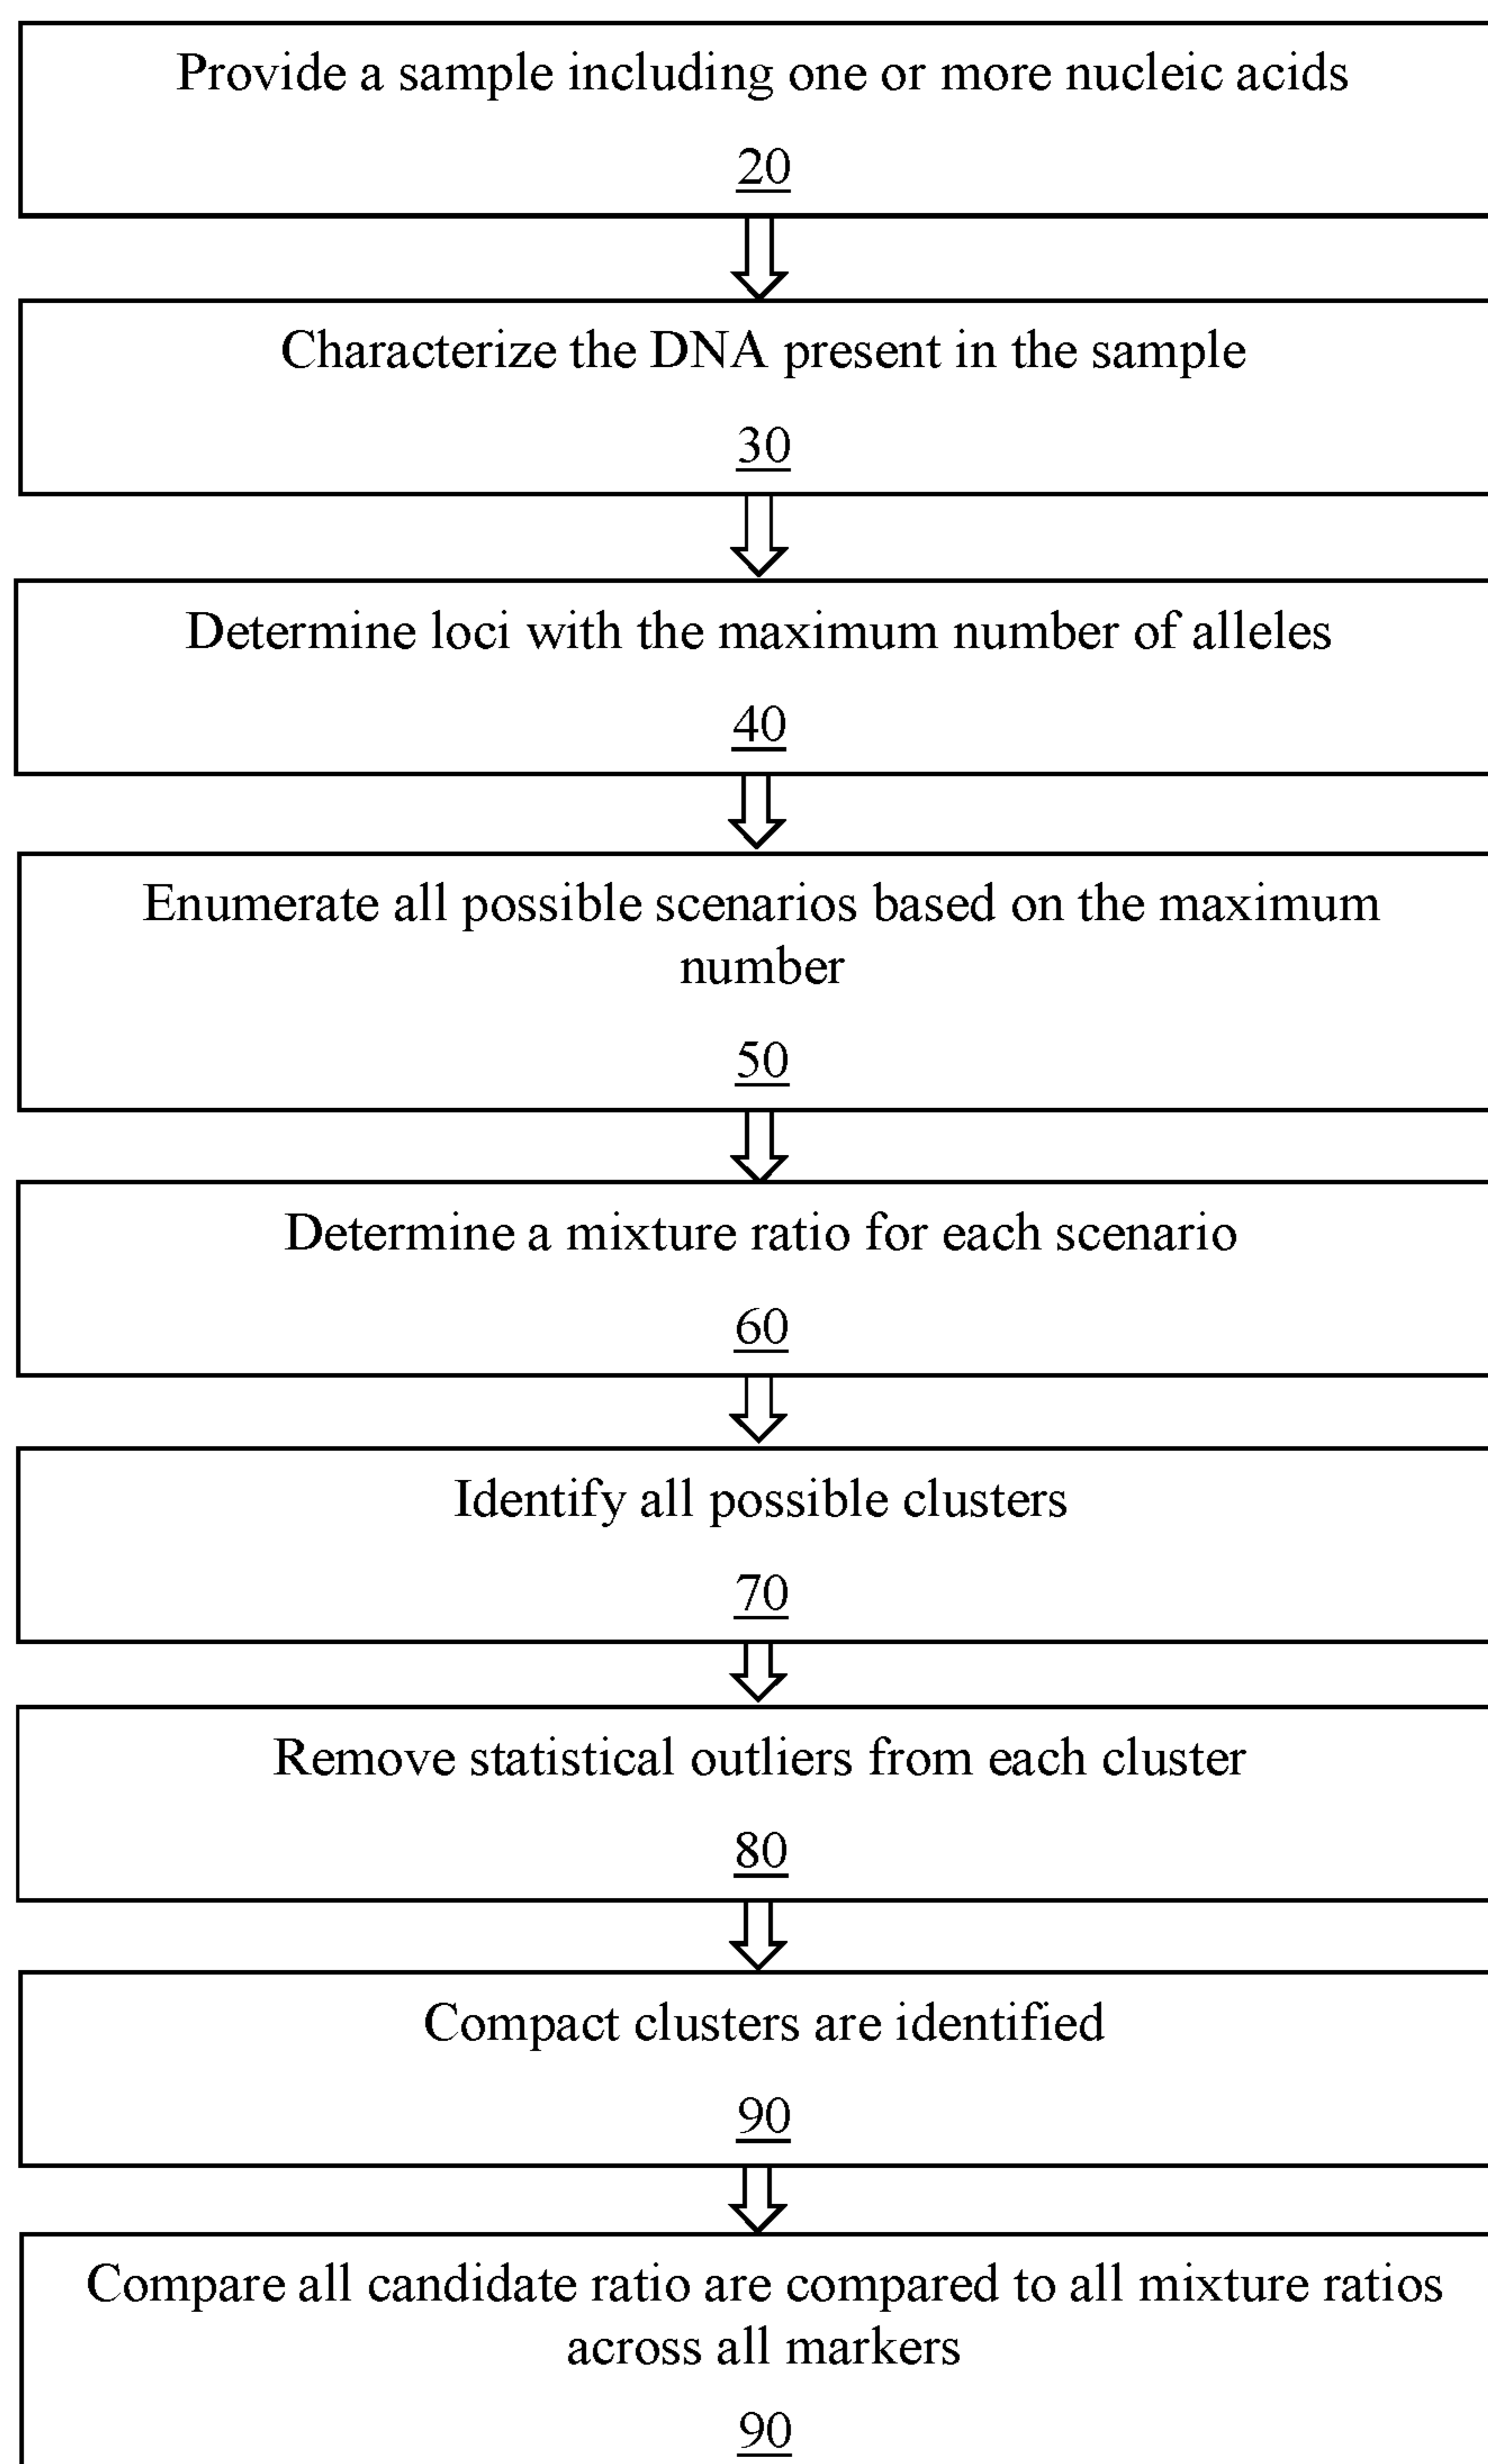 Provide a sample including one or more nucleic acids
20
Characterize the DNA present in the sample
30
Determine loci with the maximum number of alleles
40
Enumerate all possible scenarios based on the maximum
number
50
Determine a mixture ratio for each scenario
60
Identify all possible clusters
70
Remove statistical outliers from each cluster
80
Compact clusters are identified
90
Compare all candidate ratio are compared to all mixture ratios
across all markers
90